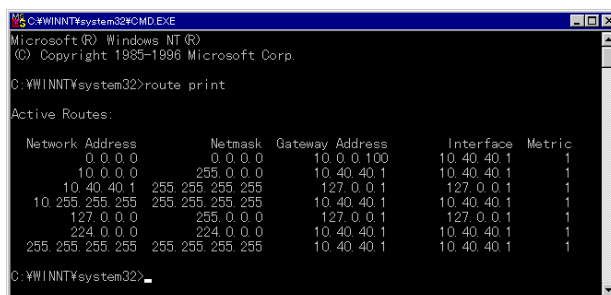 C:¥WINNT¥system32¥CMD.EXE
Microsoft(R) Windows NT(R)
(C) Copyright 1985-1996 Microsoft Corp.
C:¥WINNT¥system32>route print
Active Routes:
Network Address Netmask Gateway Address Interface Metric
0.0.0.0 0.0.0.0 10.0.0.100 10.40.40.1 1
10.0.0.0 255.0.0.0 10.40.40.1 10.40.40.1 1
10.40.40.1 255.255.255.255 127.0.0.1 127.0.0.1 1
10.255.255.255 255.255.255.255 10.40.40.1 10.40.40.1 1
127.0.0.0 255.0.0.0 127.0.0.1 127.0.0.1 1
224.0.0.0 224.0.0.0 10.40.40.1 10.40.40.1 1
255.255.255.255 255.255.255.255 10.40.40.1 10.40.40.1 1
C:¥WINNT¥system32>